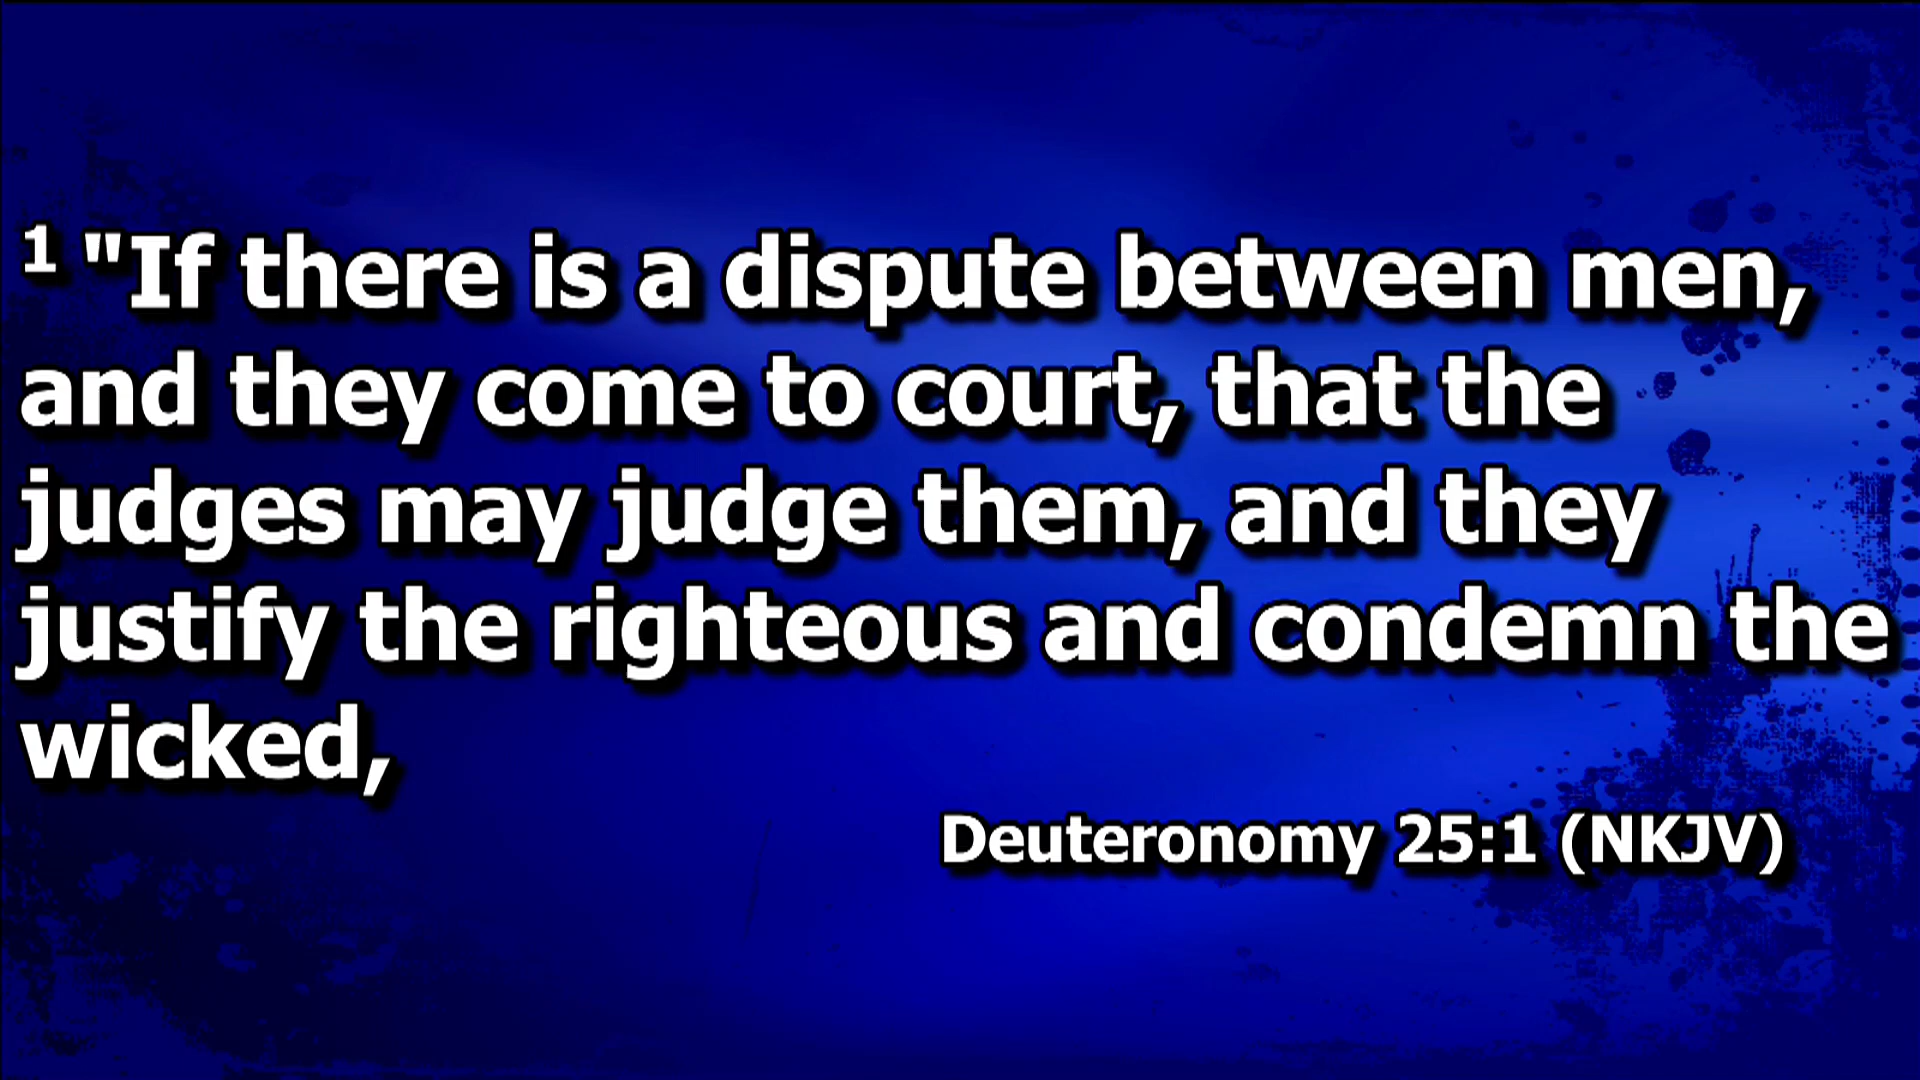 1 "If there is a dispute between men,
and they come to court, that the
judges may judge them, and they
justify the righteous and condemn the
wicked,
Deuteronomy 25:1 (NKJV)